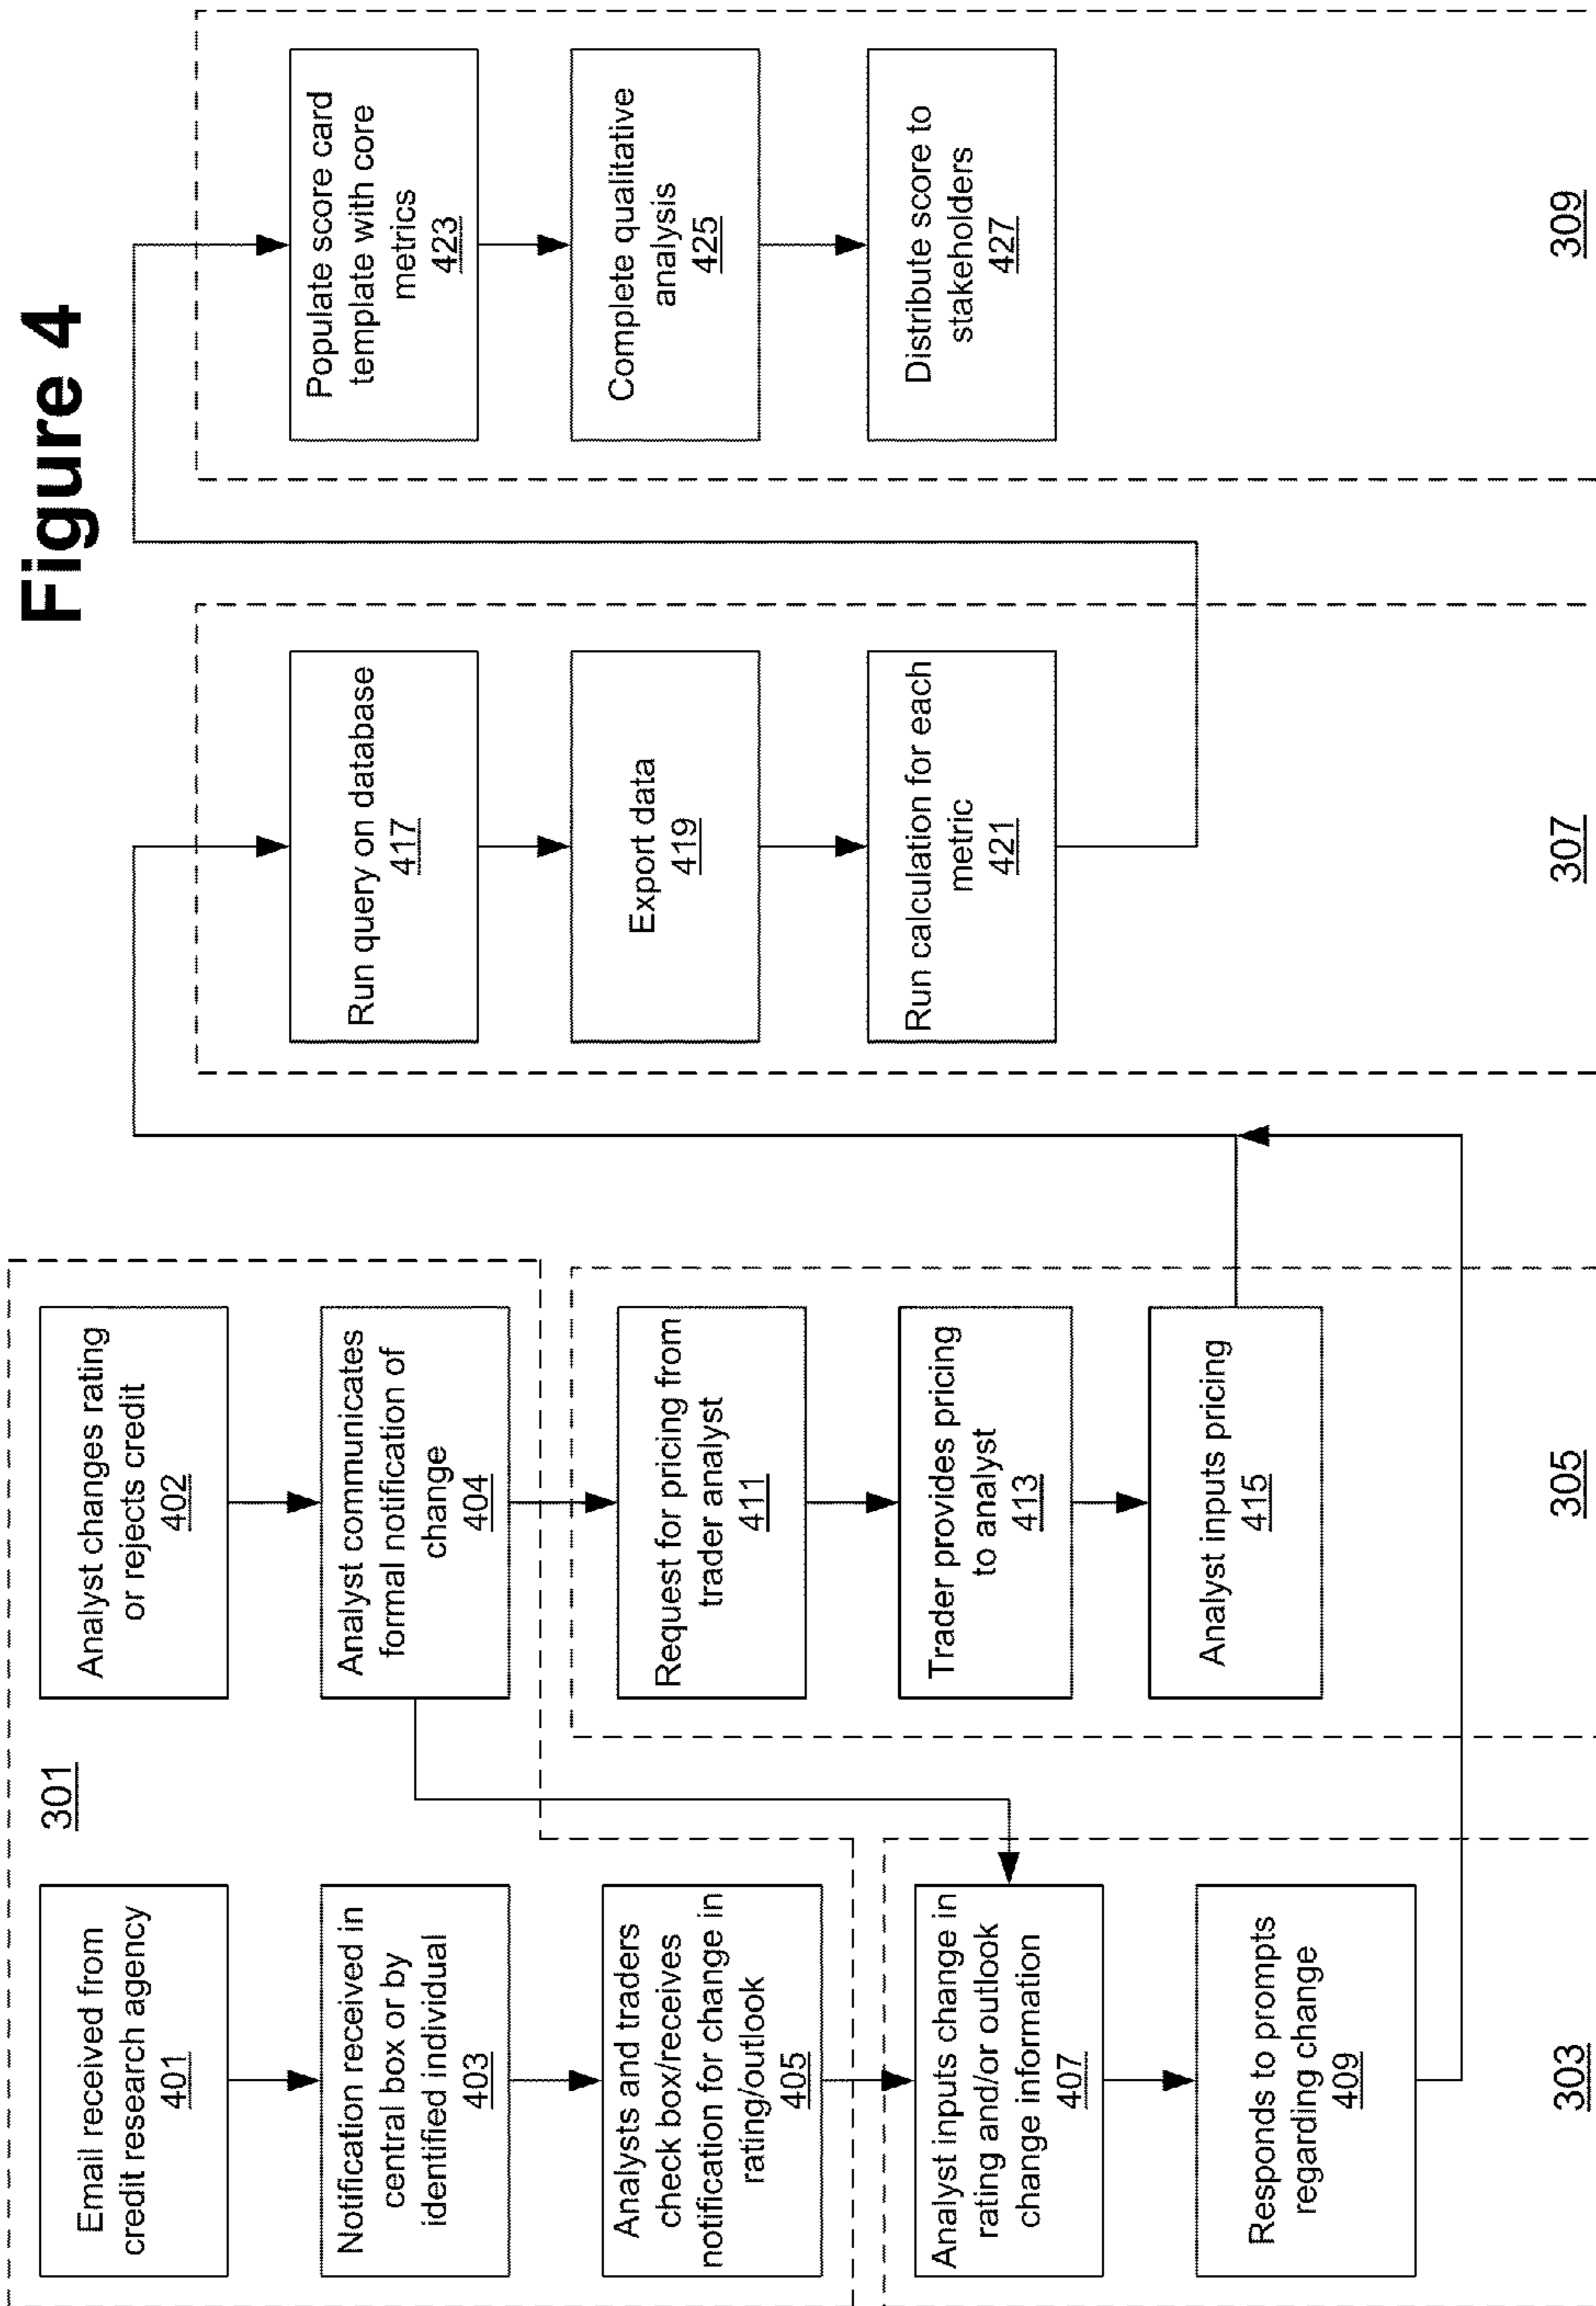 Figure 4
301
Email received from
credit research agency
401
Notification received in
central box or by
identified individual
403
Analysts and traders
check box/receives
notification for change in
rating/outlook
405
Analyst changes rating
or rejects credit
402
Analyst communicates
formal notification of
change
404
Analyst inputs change in
rating and/or outlook
change information
407
Responds to prompts
regarding change
409
303
Request for pricing from
trader analyst
411
Trader provides pricing
to analyst
413
Analyst inputs pricing
415
305
Run query on database
417
Export data
419
Run calculation for each
metric
421
307
Populate score card
template with core
metrics
423
Complete qualitative
analysis
425
Distribute score to
stakeholders
427
309